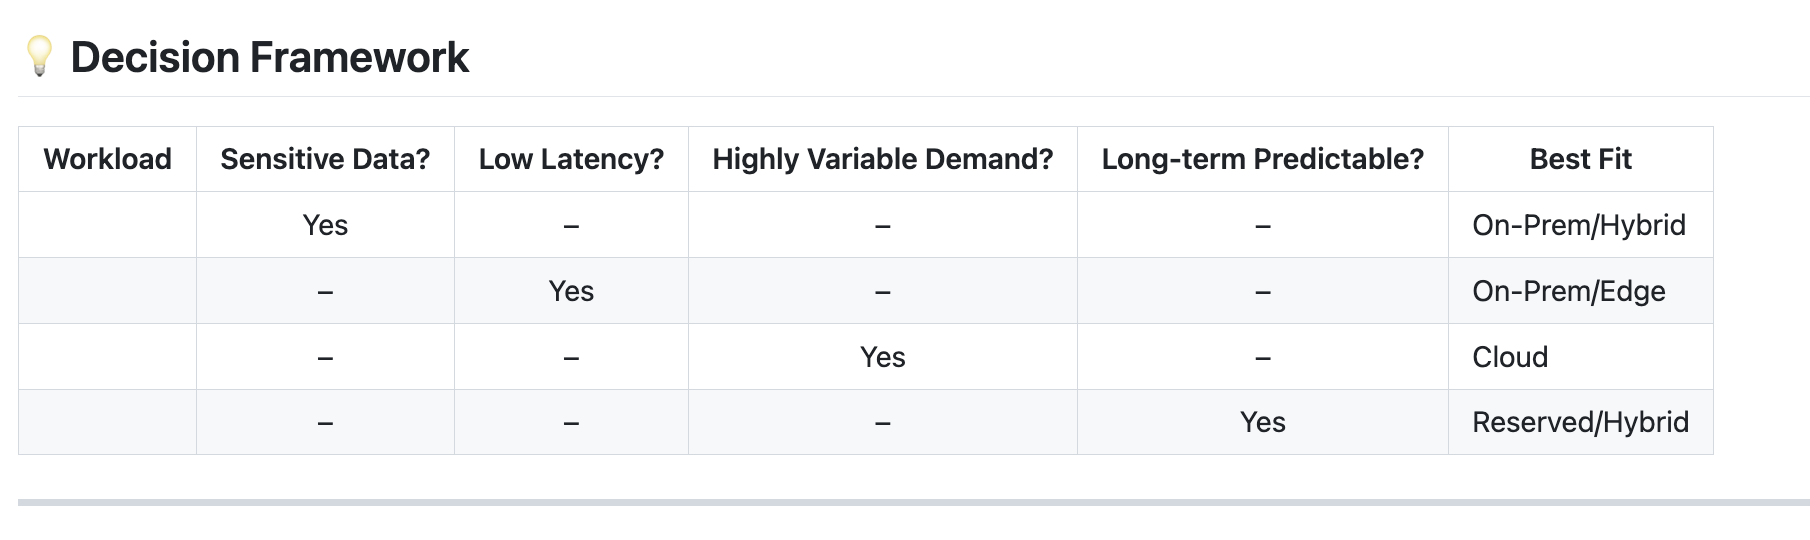 💡 Decision Framework
Workload Sensitive Data? Low Latency? Highly Variable Demand? Long-term Predictable? Best Fit
Yes – – – On-Prem/Hybrid
– Yes – – On-Prem/Edge
– – Yes – Cloud
– – – Yes Reserved/Hybrid